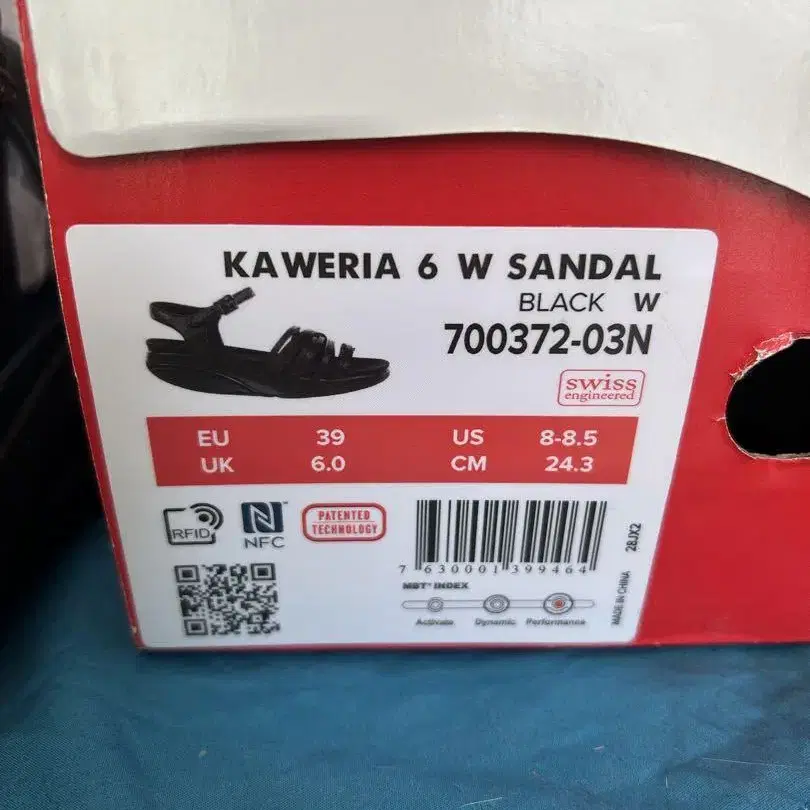 KAWERIA 6 W SANDAL
BLACK W
700372-03N
swiss
engineered
EU 39 US 8-8.5
UK 6.0 CM 24.3
RFID
NFC
PATENTED
TECHNOLOGY
7 630001 399464
28JX2
MBT® INDEX
Activate Dynamic Performance
MADE IN CHINA